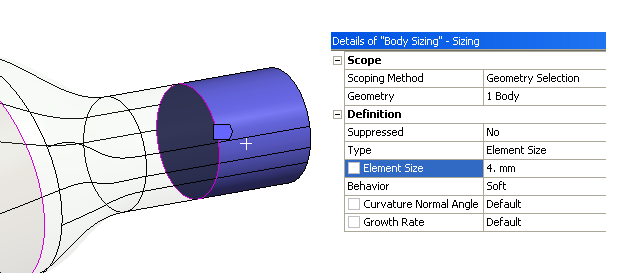 Details of "Body Sizing" - Sizing
Scope
Scoping Method Geometry Selection
Geometry 1 Body
Definition
Suppressed No
Type Element Size
Element Size 4. mm
Behavior Soft
Curvature Normal Angle Default
Growth Rate Default